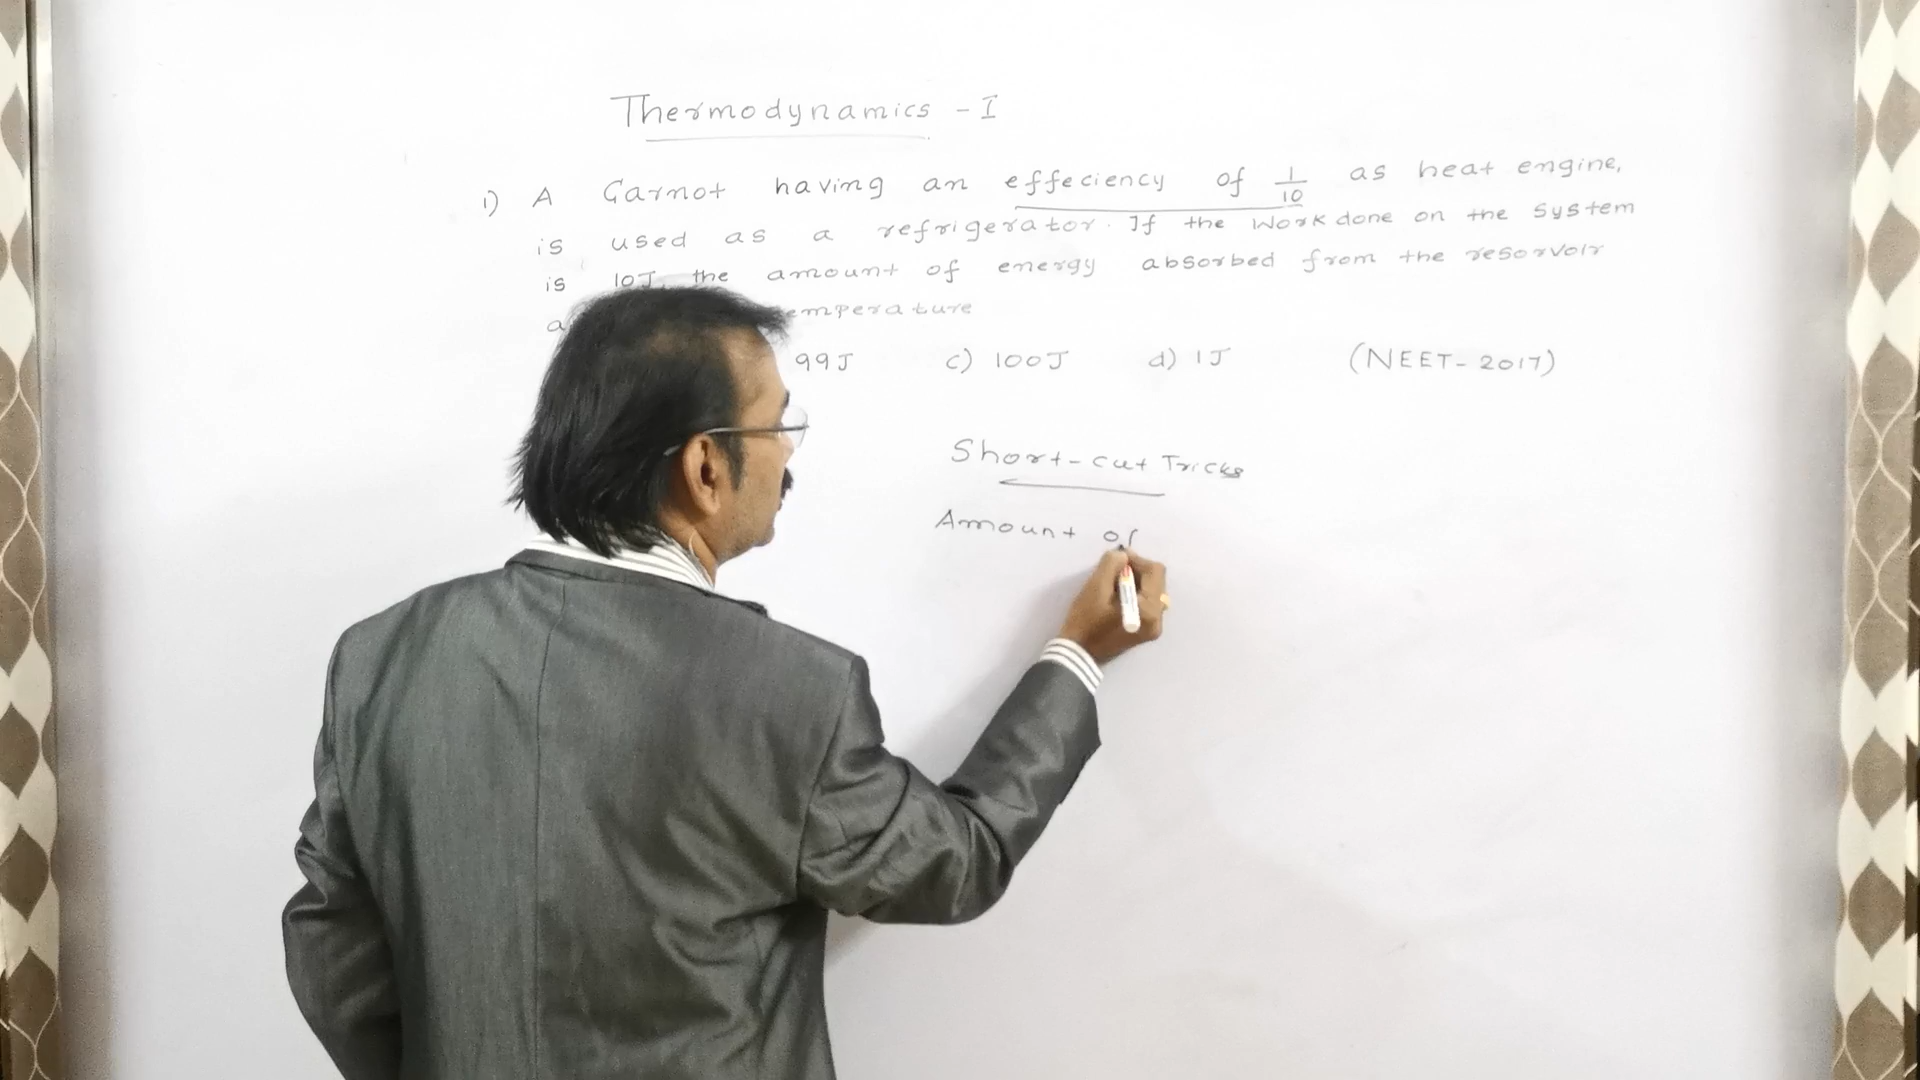 Thermodynamics - I
1) A Carnot having an effeciency of 1/10 as heat engine,
is used as a refrigerator. If the work done on the system
is 10J, the amount of energy absorbed from the resorvoir
99J c) 100J d) 1J (NEET- 2017)
Short-cut Tricks
Amount of